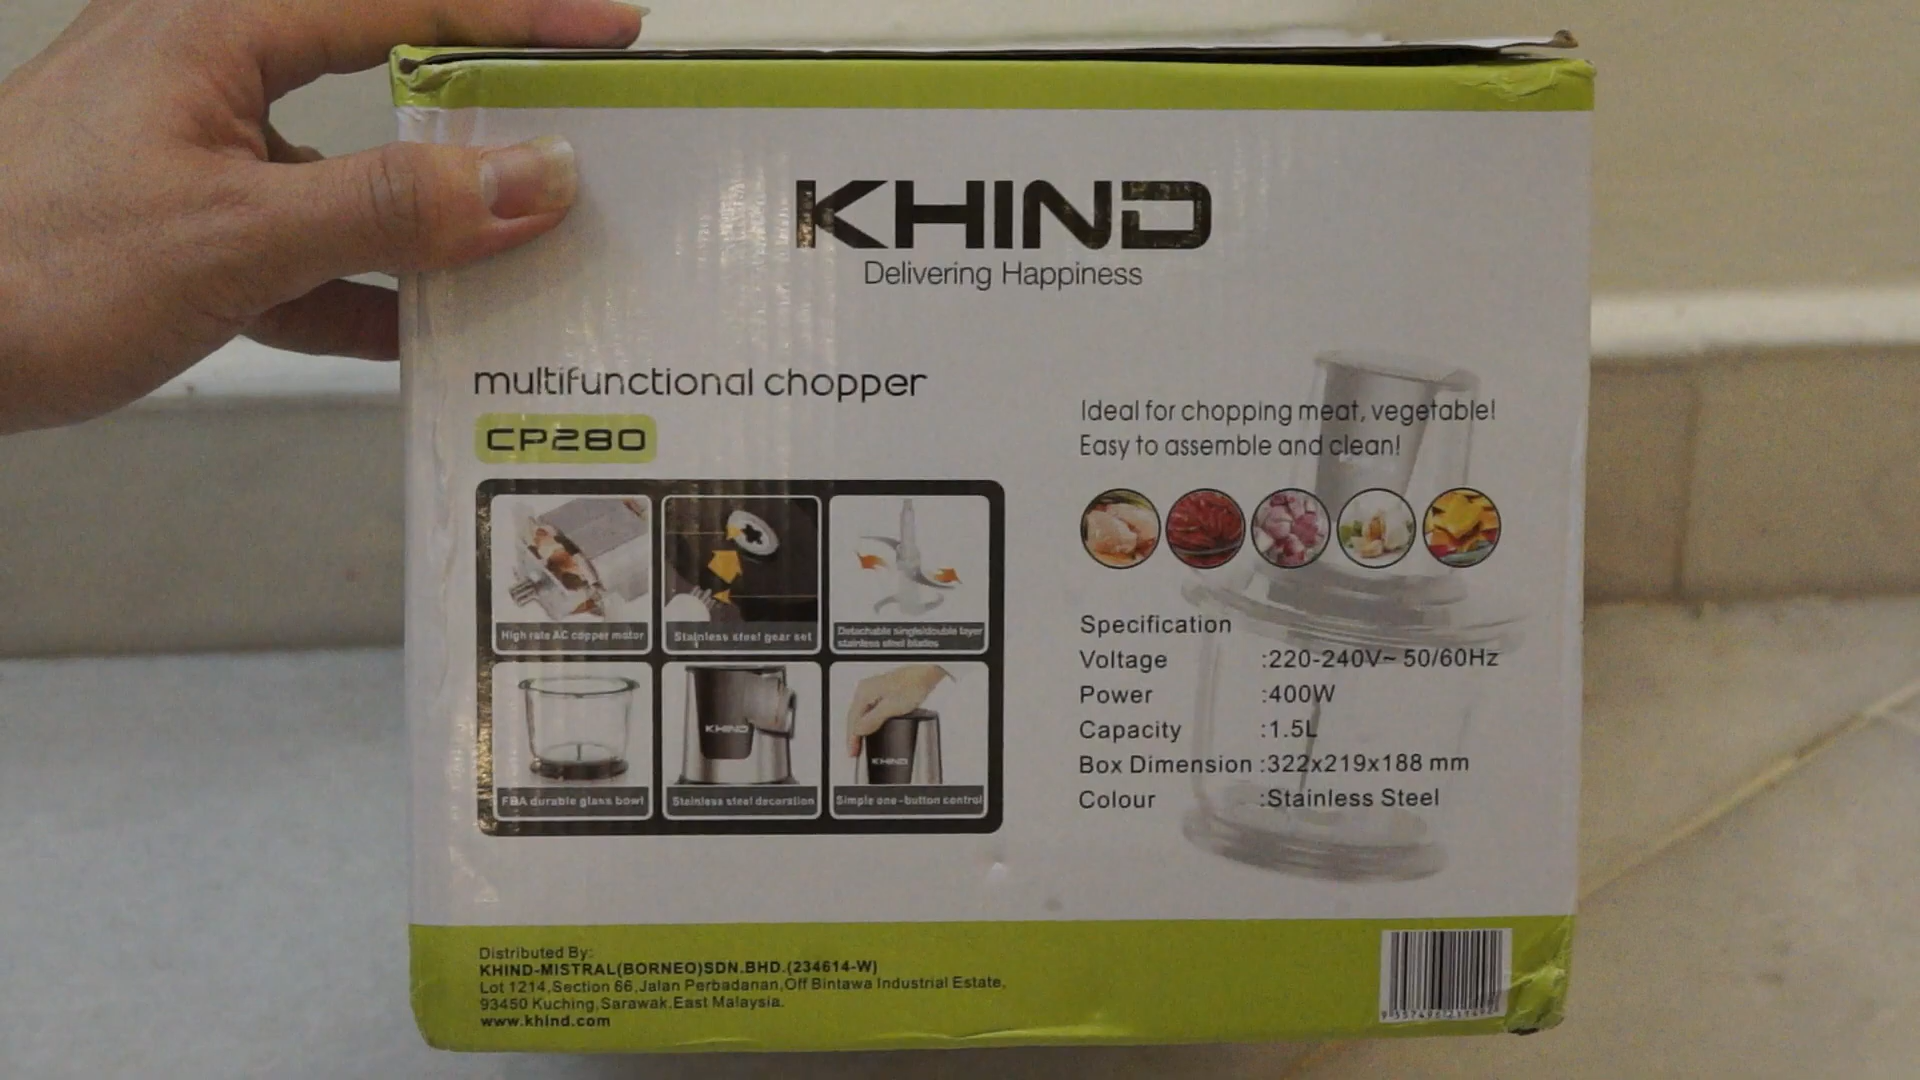 KHIND
Delivering Happiness
multifunctional chopper
CP280
High rate AC copper motor
Stainless steel gear set
Detachable single/double layer
stainless steel blades
FBA durable glass bowl
Stainless steel decoration
KHIND
Simple one-button control
KHIND
Ideal for chopping meat, vegetable!
Easy to assemble and clean!
Specification
Voltage :220-240V~ 50/60Hz
Power :400W
Capacity :1.5L
Box Dimension :322x219x188 mm
Colour :Stainless Steel
Distributed By:
KHIND-MISTRAL(BORNEO)SDN.BHD.(234614-W)
Lot 1214,Section 66,Jalan Perbadanan,Off Bintawa Industrial Estate,
93450 Kuching,Sarawak,East Malaysia.
www.khind.com